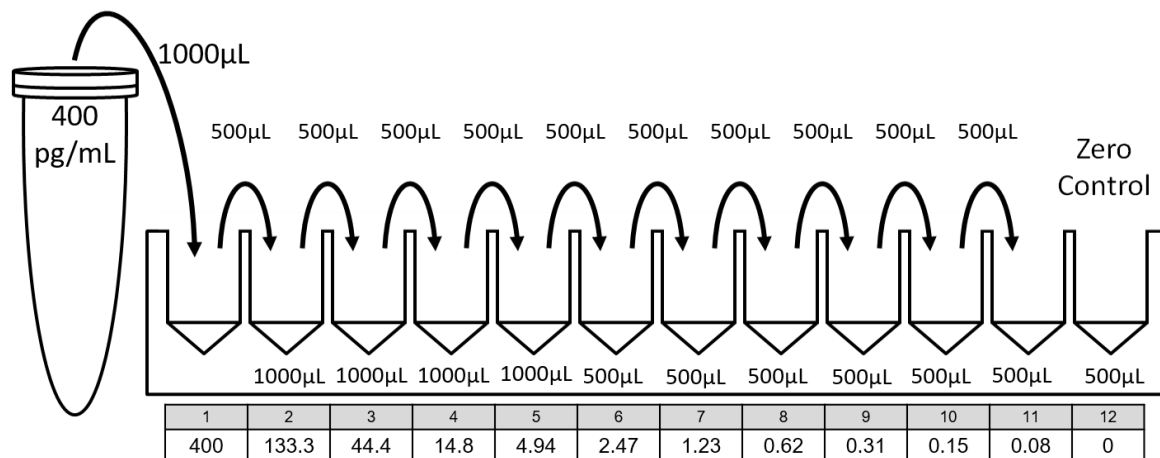 1000µL
400
pg/mL
500µL 500µL 500µL 500µL 500µL 500µL 500µL 500µL 500µL 500µL
Zero
Control
1000µL 1000µL 1000µL 1000µL 500µL 500µL 500µL 500µL 500µL 500µL 500µL
1 2 3 4 5 6 7 8 9 10 11 12
400 133.3 44.4 14.8 4.94 2.47 1.23 0.62 0.31 0.15 0.08 0